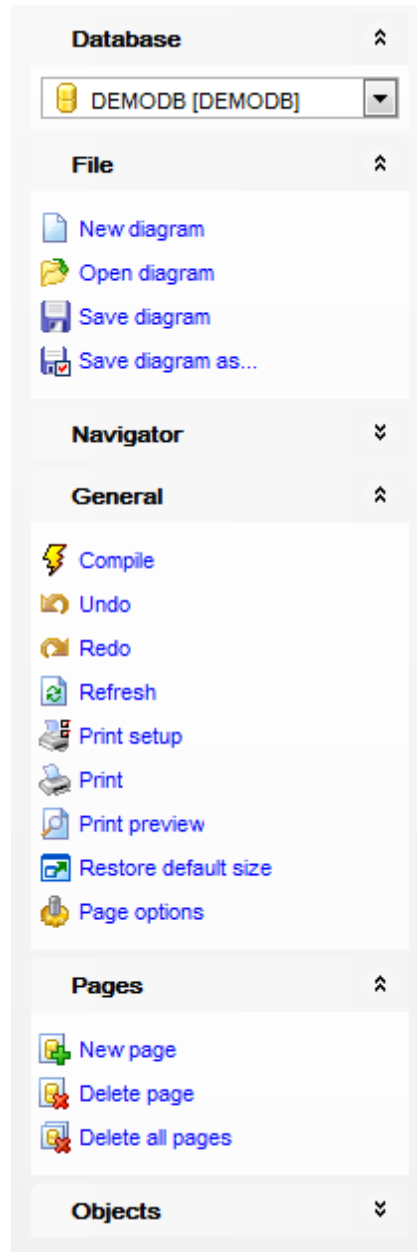 Database
DEMODB [DEMODB]
File
New diagram
Open diagram
Save diagram
Save diagram as...
Navigator
General
Compile
Undo
Redo
Refresh
Print setup
Print
Print preview
Restore default size
Page options
Pages
New page
Delete page
Delete all pages
Objects